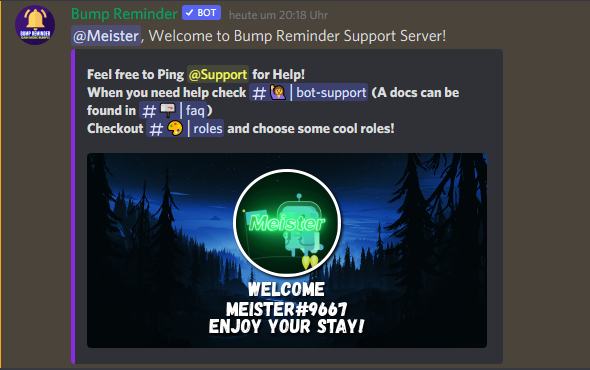 Bump Reminder ✓ BOT heute um 20:18 Uhr
@Meister, Welcome to Bump Reminder Support Server!
Feel free to Ping @Support for Help!
When you need help check # 🙋|bot-support (A docs can be
found in # 🪧|faq)
Checkout # 🎨|roles and choose some cool roles!
Meister
WELCOME
MEISTER#9667
ENJOY YOUR STAY!